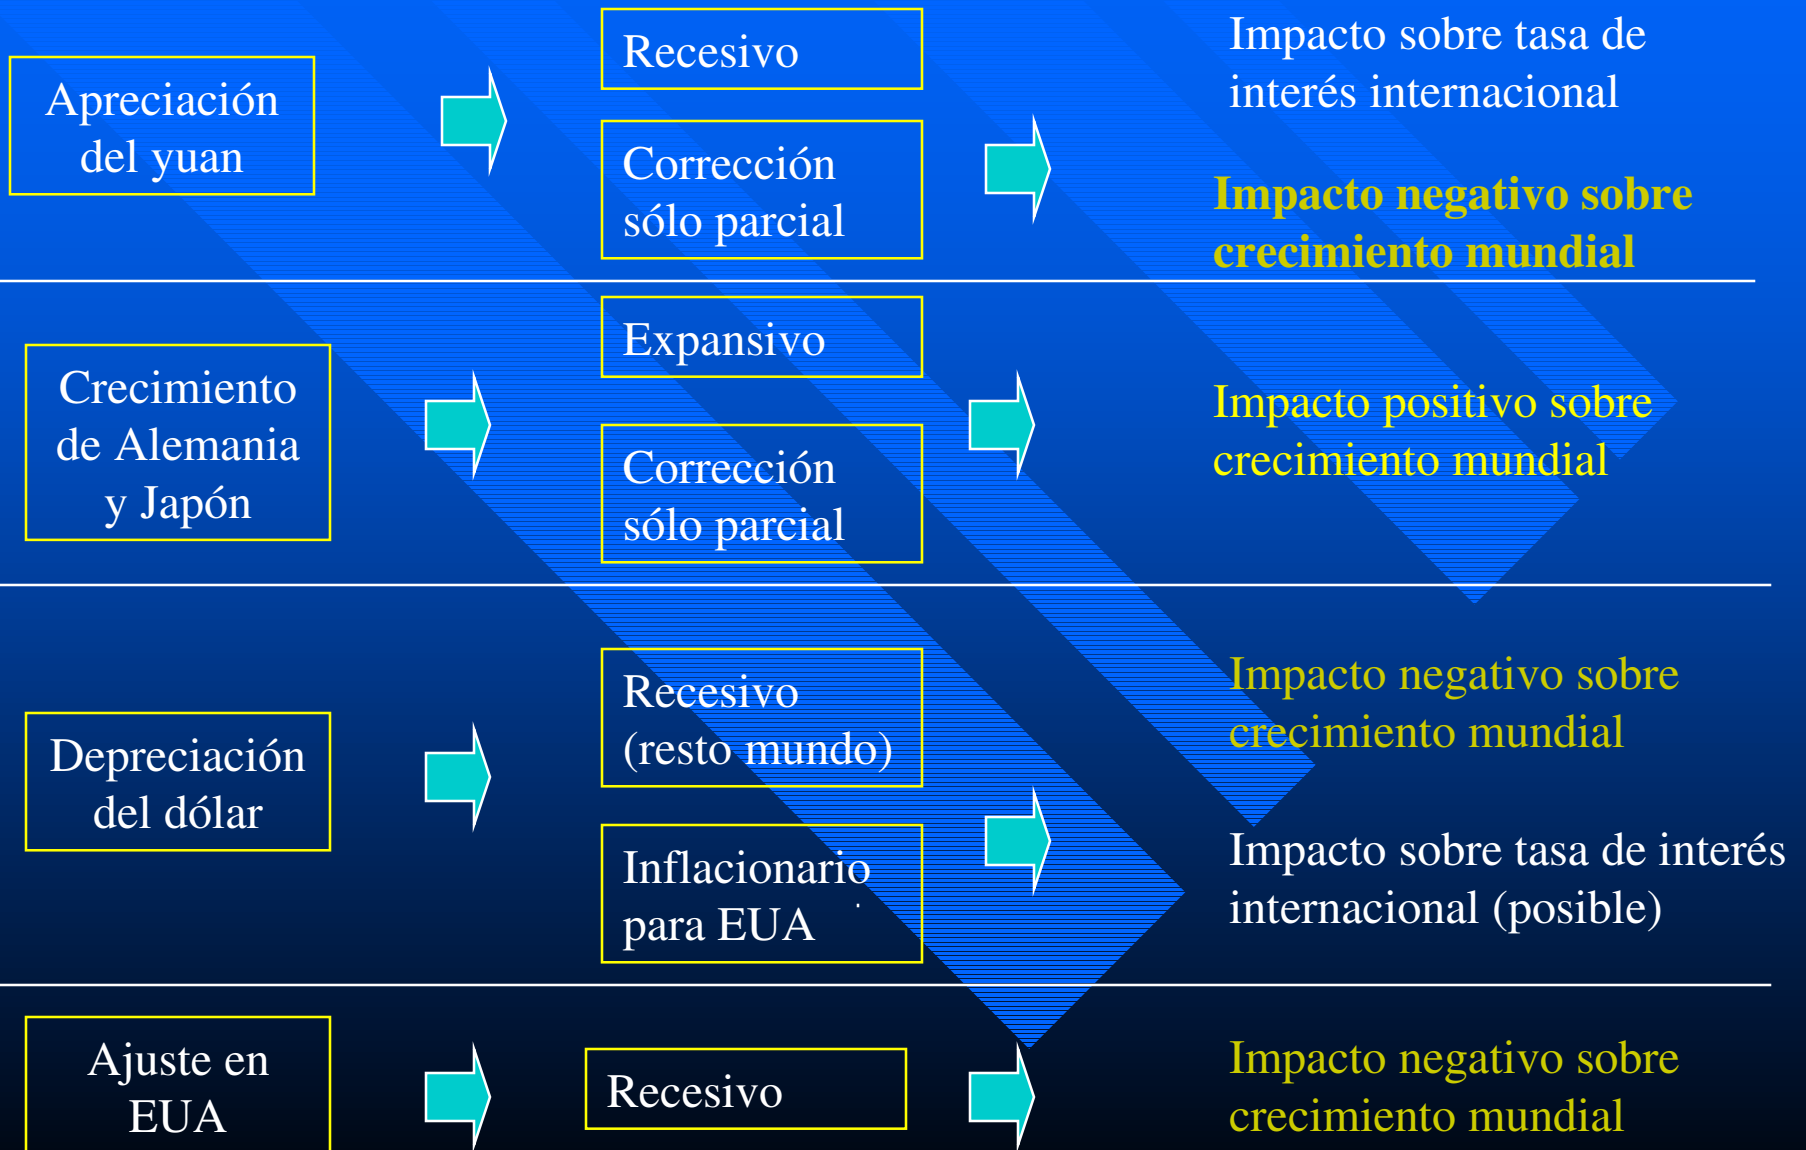 Apreciación
del yuan
Recesivo
Corrección
sólo parcial
Impacto sobre tasa de
interés internacional
Impacto negativo sobre
crecimiento mundial
Crecimiento
de Alemania
y Japón
Expansivo
Corrección
sólo parcial
Impacto positivo sobre
crecimiento mundial
Depreciación
del dólar
Recesivo
(resto mundo)
Inflacionario
para EUA
Impacto negativo sobre
crecimiento mundial
Impacto sobre tasa de interés
internacional (posible)
Ajuste en
EUA
Recesivo
Impacto negativo sobre
crecimiento mundial